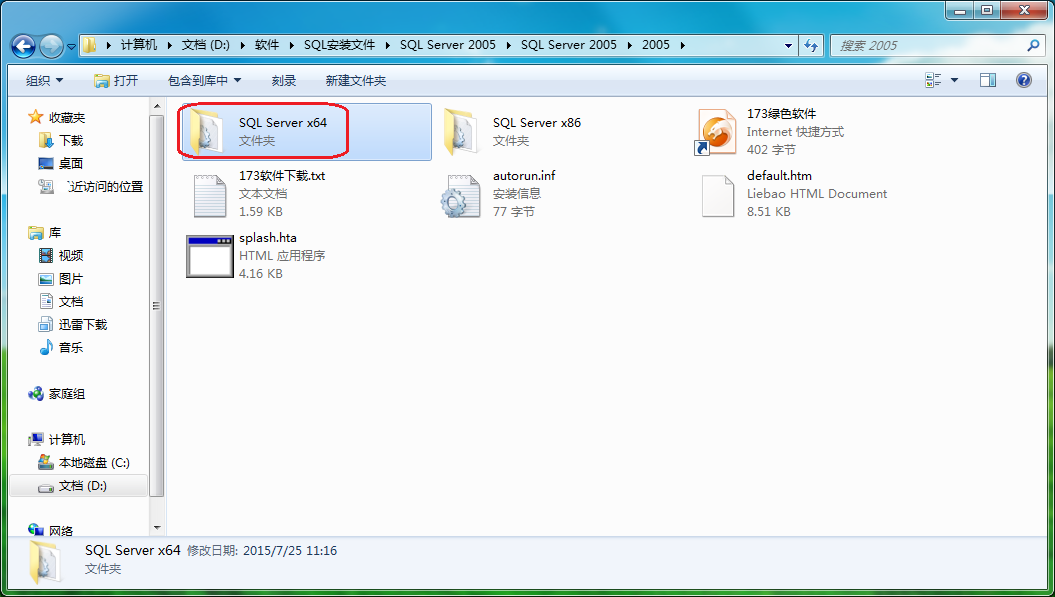 计算机 文档 (D:) 软件 SQL安装文件 SQL Server 2005 SQL Server 2005 2005
搜索 2005
组织 打开 包含到库中 刻录 新建文件夹
收藏夹
下载
桌面
近访问的位置
库
视频
图片
文档
迅雷下载
音乐
家庭组
计算机
本地磁盘 (C:)
文档 (D:)
网络
SQL Server x64
文件夹
SQL Server x86
文件夹
173绿色软件
Internet 快捷方式
402 字节
173软件下载.txt
文本文档
1.59 KB
autorun.inf
安装信息
77 字节
default.htm
Liebao HTML Document
8.51 KB
splash.hta
HTML 应用程序
4.16 KB
SQL Server x64 修改日期: 2015/7/25 11:16
文件夹